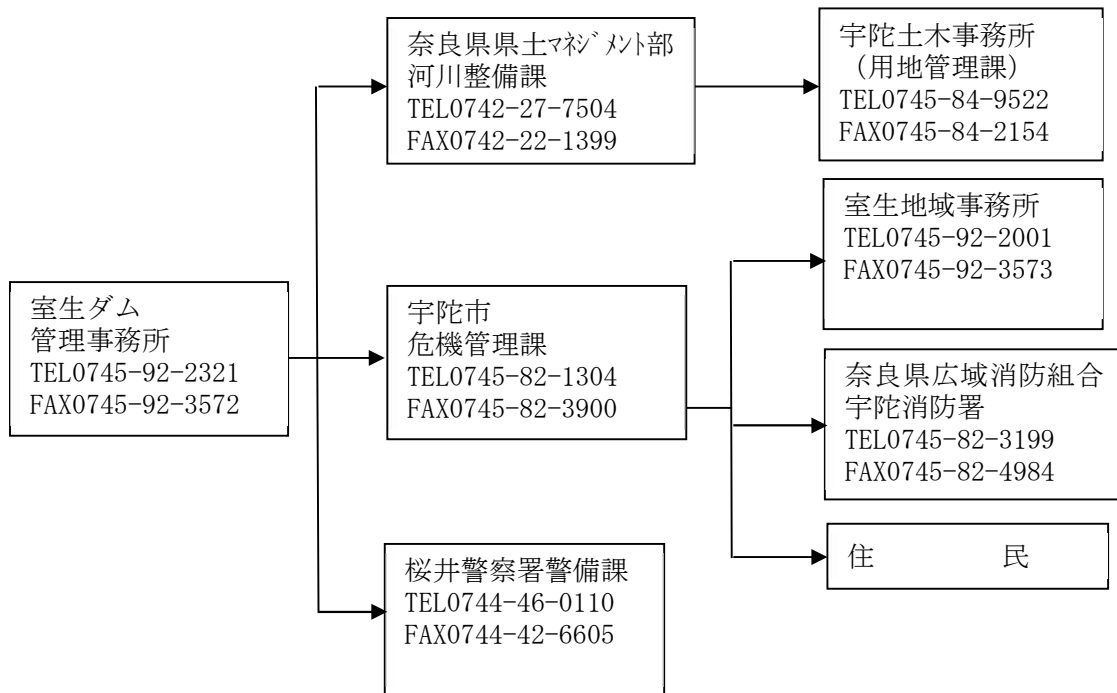 奈良県県土ﾏﾈｼﾞﾒﾝﾄ部
河川整備課
TEL0742-27-7504
FAX0742-22-1399
宇陀土木事務所
（用地管理課）
TEL0745-84-9522
FAX0745-84-2154
室生地域事務所
TEL0745-92-2001
FAX0745-92-3573
室生ダム
管理事務所
TEL0745-92-2321
FAX0745-92-3572
宇陀市
危機管理課
TEL0745-82-1304
FAX0745-82-3900
奈良県広域消防組合
宇陀消防署
TEL0745-82-3199
FAX0745-82-4984
住　　　民
桜井警察署警備課
TEL0744-46-0110
FAX0744-42-6605